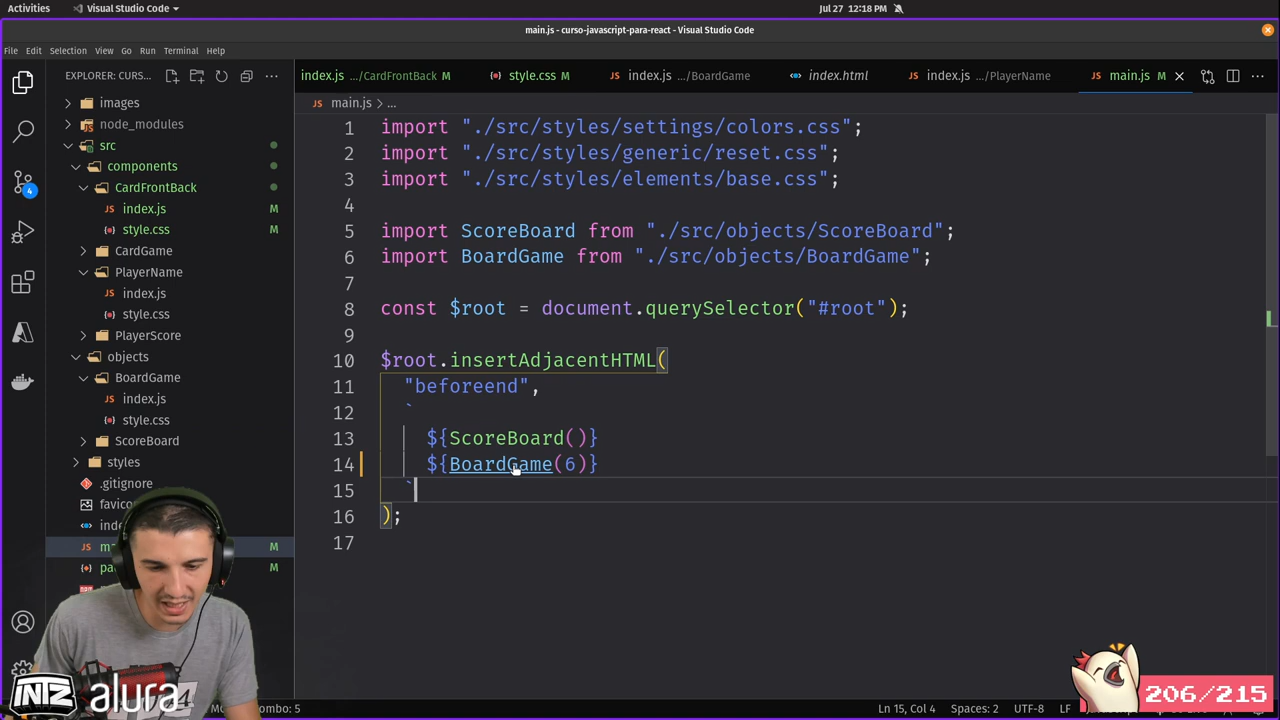 Activities
Visual Studio Code
Jul 27 12:18 PM
main.js - curso-javascript-para-react - Visual Studio Code
File Edit Selection View Go Run Terminal Help
EXPLORER: CURS...
index.js .../CardFrontBack M
style.css M
index.js .../BoardGame
index.html
index.js .../PlayerName
main.js M
main.js > ...
images
node_modules
src
components
CardFrontBack
index.js M
style.css M
CardGame
PlayerName
index.js
style.css
PlayerScore
objects
BoardGame
index.js
style.css
ScoreBoard
styles
.gitignore
4
M
M
1 import "./src/styles/settings/colors.css";
2 import "./src/styles/generic/reset.css";
3 import "./src/styles/elements/base.css";
4
5 import ScoreBoard from "./src/objects/ScoreBoard";
6 import BoardGame from "./src/objects/BoardGame";
7
8 const $root = document.querySelector("#root");
9
10 $root.insertAdjacentHTML(
11 "beforeend",
12 `
13 ${ScoreBoard()}
14 ${BoardGame(6)}
15 `
16 );
17
alura
206/215
ombo: 5
Ln 15, Col 4
Spaces: 2
UTF-8
LF